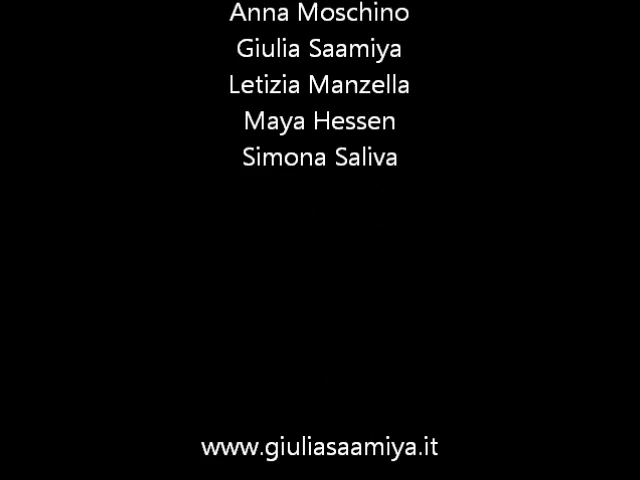 Anna Moschino
Giulia Saamiya
Letizia Manzella
Maya Hessen
Simona Saliva
www.giuliasaamiya.it